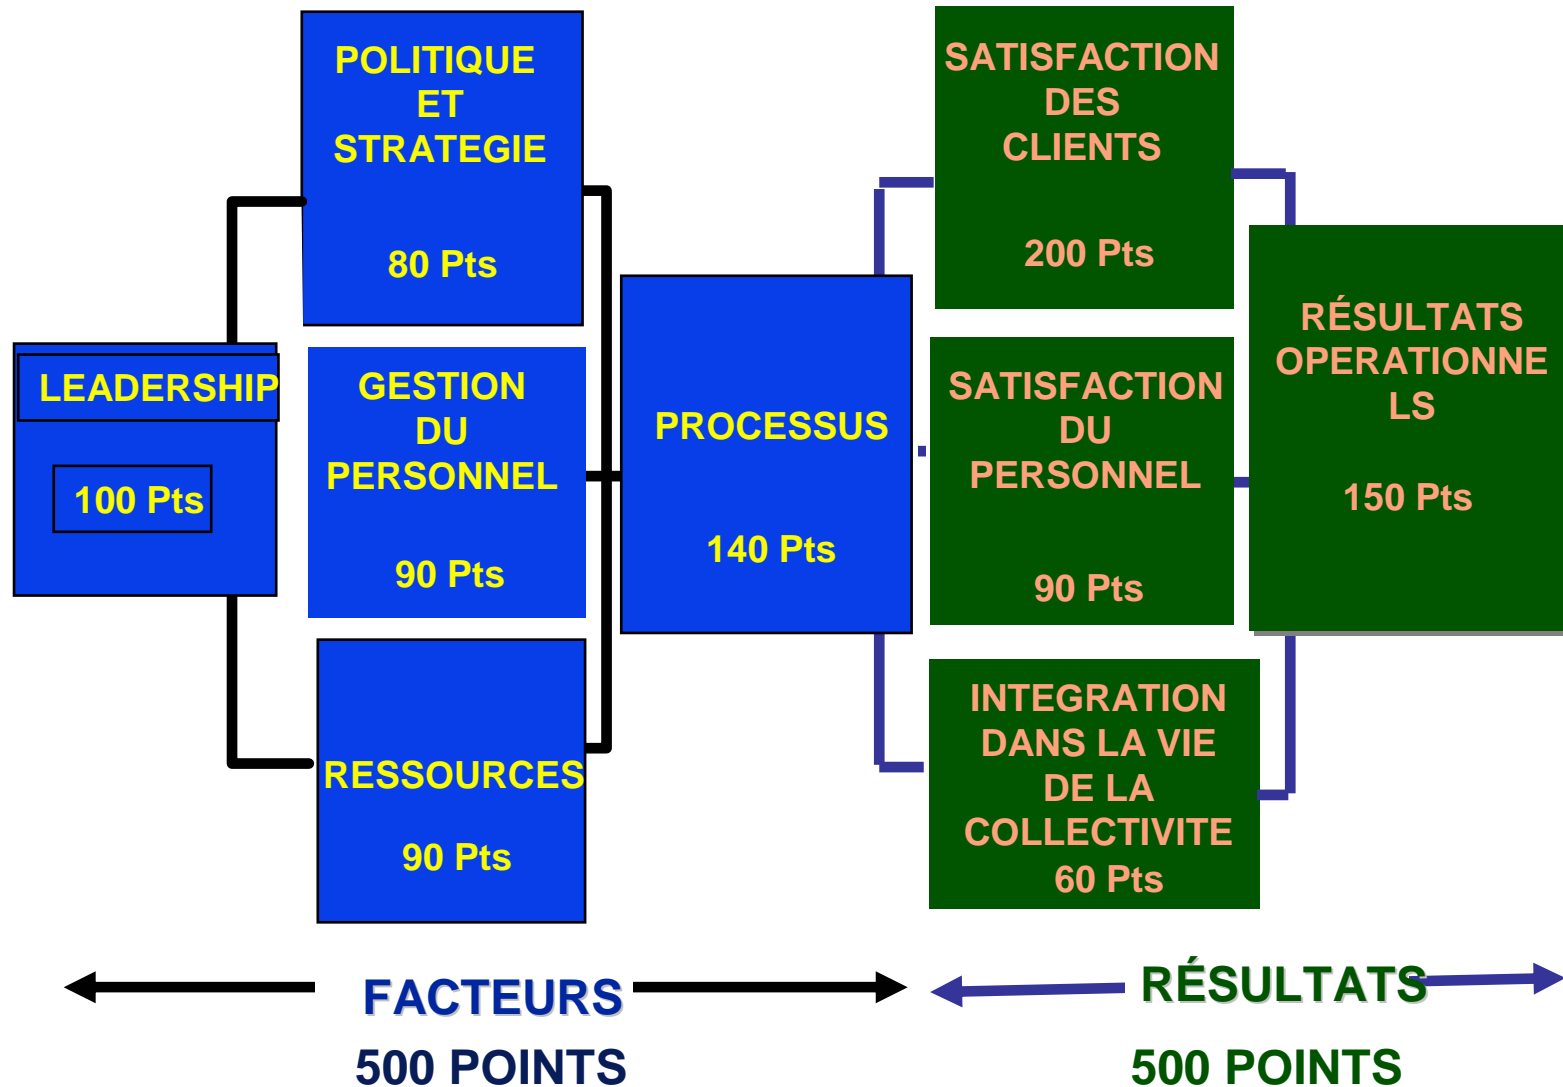 LEADERSHIP
100 Pts
POLITIQUE
ET
STRATEGIE
80 Pts
GESTION
DU
PERSONNEL
90 Pts
RESSOURCES
90 Pts
PROCESSUS
140 Pts
SATISFACTION
DES
CLIENTS
200 Pts
SATISFACTION
DU
PERSONNEL
90 Pts
INTEGRATION
DANS LA VIE
DE LA
COLLECTIVITE
60 Pts
RÉSULTATS
OPERATIONNE
LS
150 Pts
FACTEURS
500 POINTS
RÉSULTATS
500 POINTS